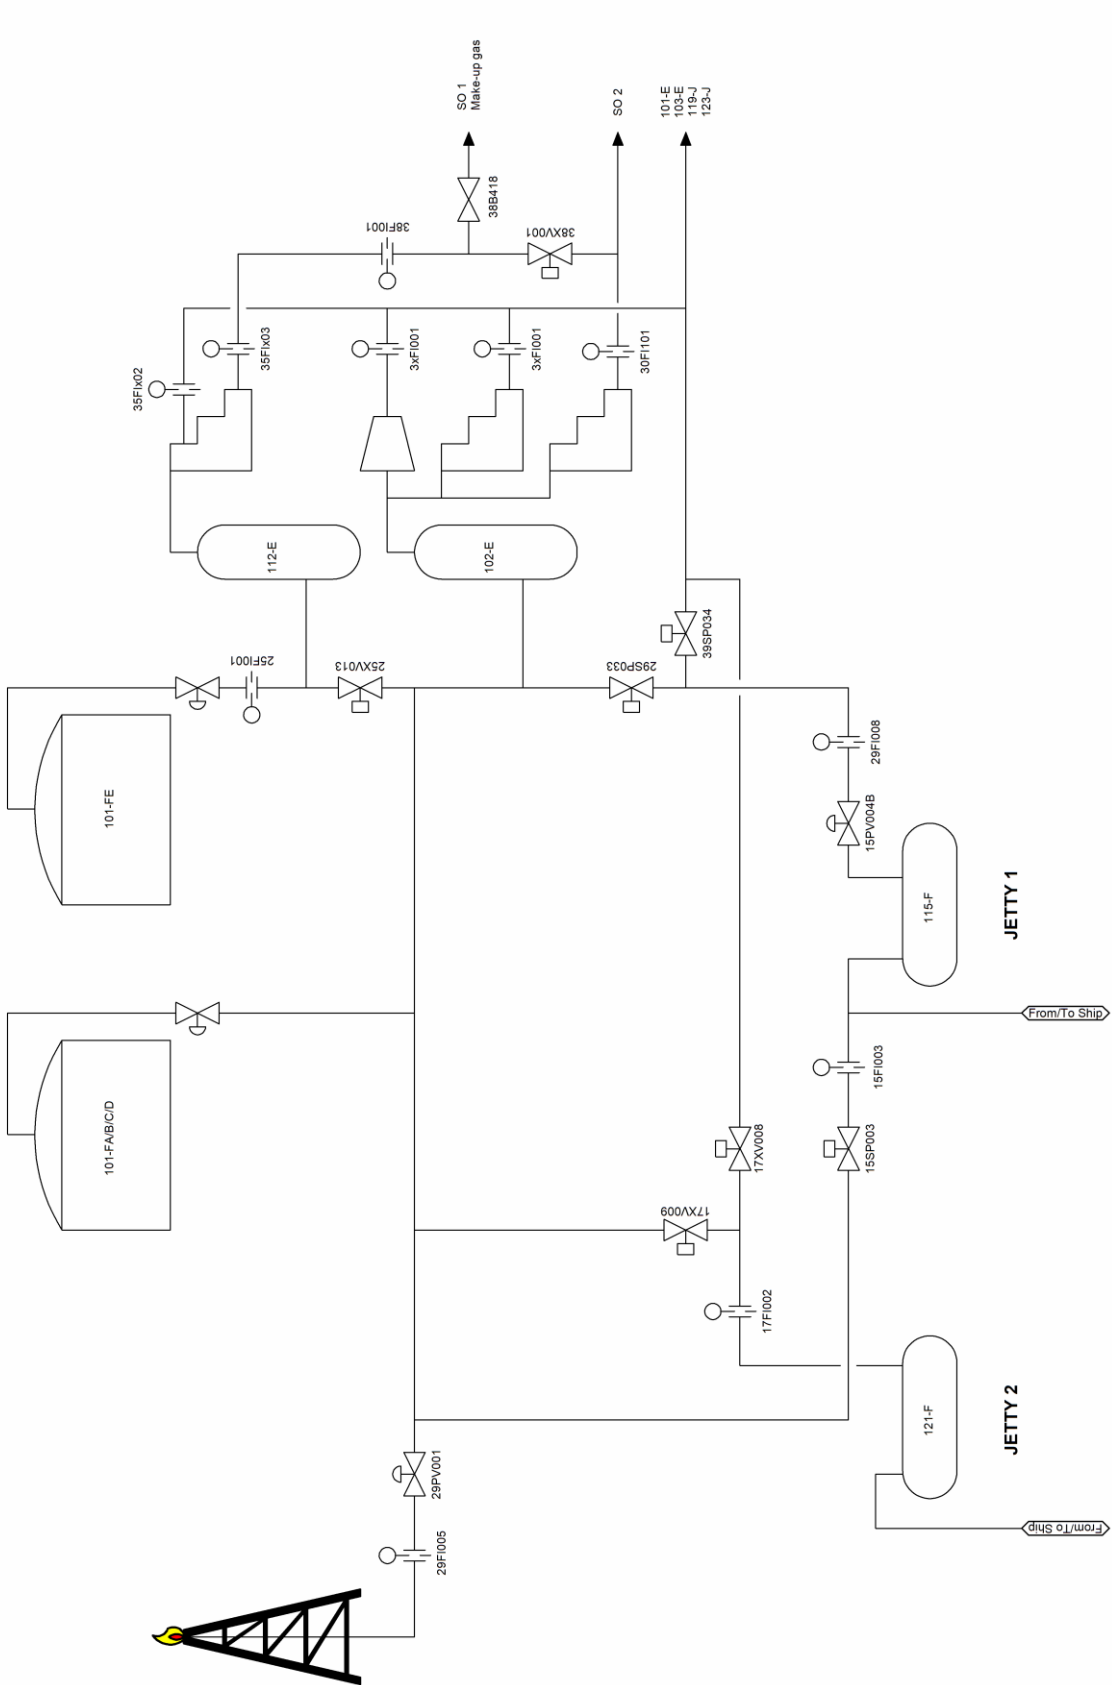 SO 1
Make-up gas
SO 2
101-E
103-E
119-J
123-J
38B418
38FI001
38XV001
35FIx02
35FIx03
3xFI001
3xFI001
30FI101
112-E
102-E
25FI001
25XV013
29SP033
39SP034
101-FE
29FI008
15PV004B
115-F
JETTY 1
From/To Ship
101-FA/B/C/D
15FI003
17XV008
15SP003
17XV009
17FI002
121-F
JETTY 2
From/To Ship
29PV001
29FI005